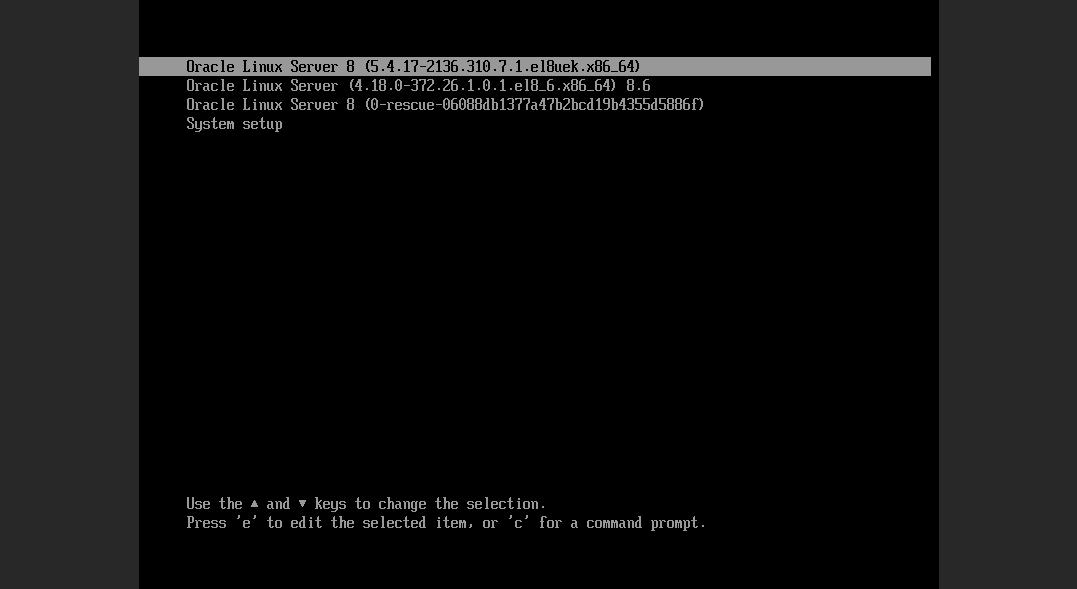 Oracle Linux Server 8 (5.4.17-2136.310.7.1.el8uek.x86_64)
Oracle Linux Server (4.18.0-372.26.1.0.1.el8_6.x86_64) 8.6
Oracle Linux Server 8 (0-rescue-06088db1377a47b2bcd19b4355d5886f)
System setup
Use the ▲ and ▼ keys to change the selection.
Press 'e' to edit the selected item, or 'c' for a command prompt.